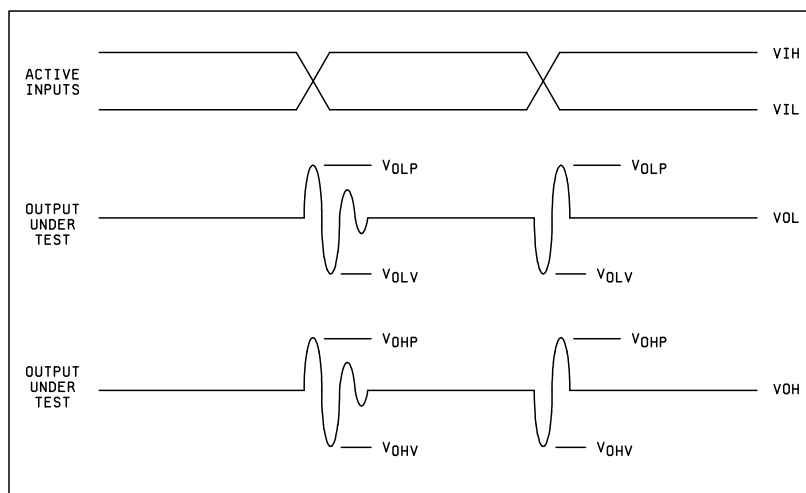 VIH
ACTIVE
INPUTS
VIL
VOLP
VOLP
OUTPUT
UNDER
TEST
VOL
VOLV
VOLV
VOHP
VOHP
OUTPUT
UNDER
TEST
VOH
VOHV
VOHV